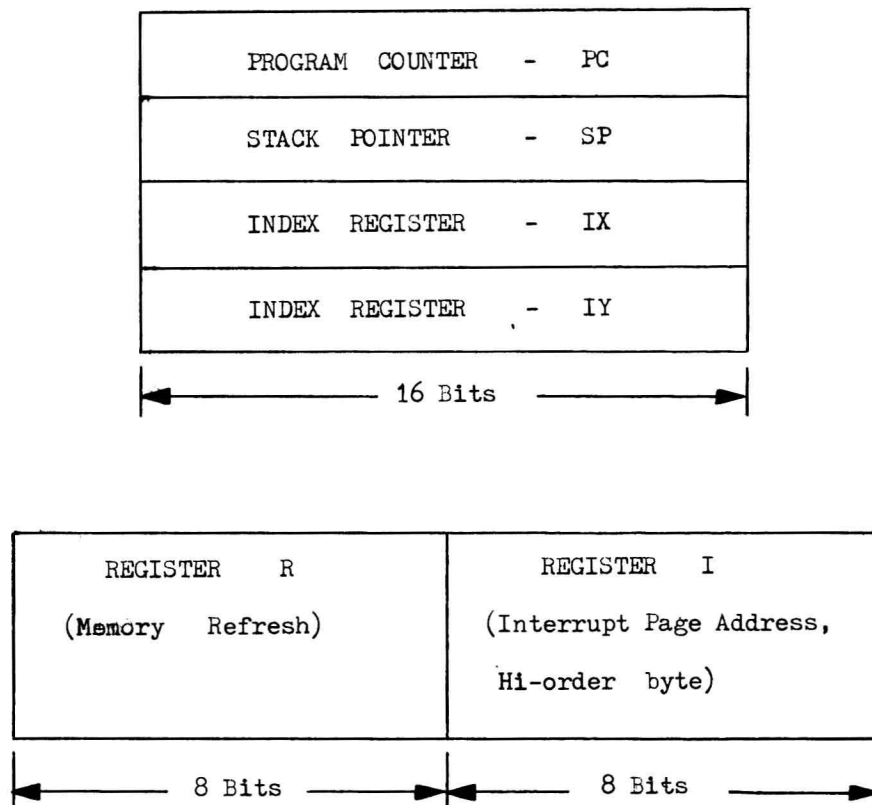 PROGRAM COUNTER - PC
STACK POINTER - SP
INDEX REGISTER - IX
INDEX REGISTER - IY
16 Bits
REGISTER R
(Memory Refresh)
REGISTER I
(Interrupt Page Address,
Hi-order byte)
8 Bits
8 Bits